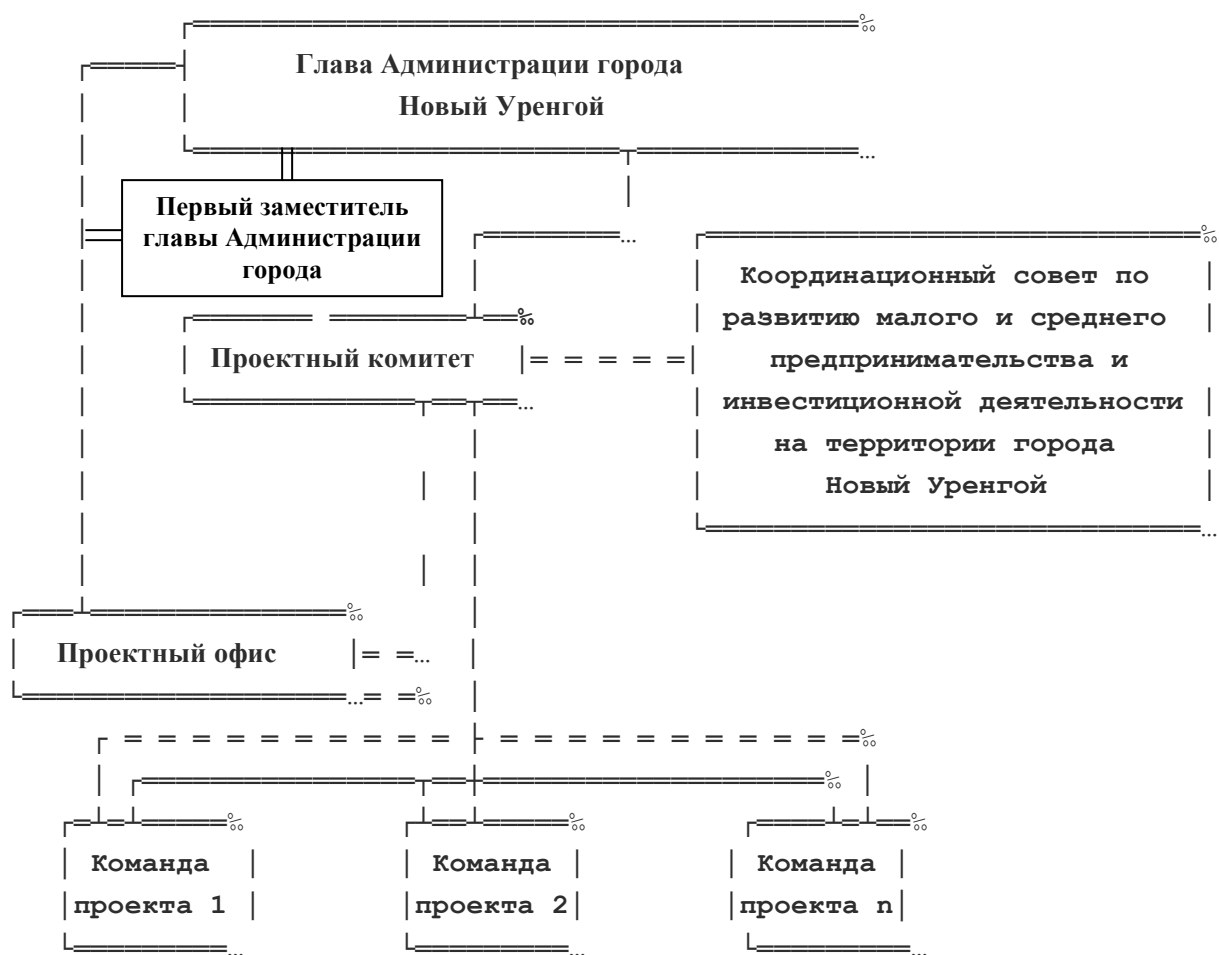 Глава Администрации города
Новый Уренгой
Первый заместитель
главы Администрации
города
Координационный совет по
развитию малого и среднего
предпринимательства и
инвестиционной деятельности
на территории города
Новый Уренгой
Проектный комитет
Проектный офис
Команда
проекта 1
Команда
проекта 2
Команда
проекта n